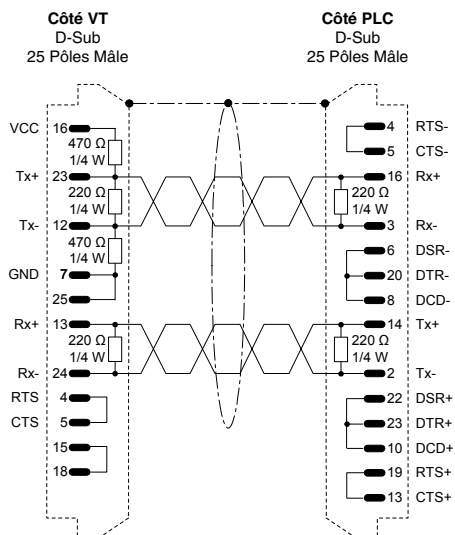 Côté VT
D-Sub
25 Pôles Mâle
Côté PLC
D-Sub
25 Pôles Mâle
VCC 16
470 Ω
1/4 W
Tx+ 23
220 Ω
1/4 W
Tx- 12
470 Ω
1/4 W
GND 7
25
Rx+ 13
220 Ω
1/4 W
Rx- 24
RTS 4
CTS 5
15
18
4 RTS-
5 CTS-
16 Rx+
220 Ω
1/4 W
3 Rx-
6 DSR-
20 DTR-
8 DCD-
14 Tx+
220 Ω
1/4 W
2 Tx-
22 DSR+
23 DTR+
10 DCD+
19 RTS+
13 CTS+